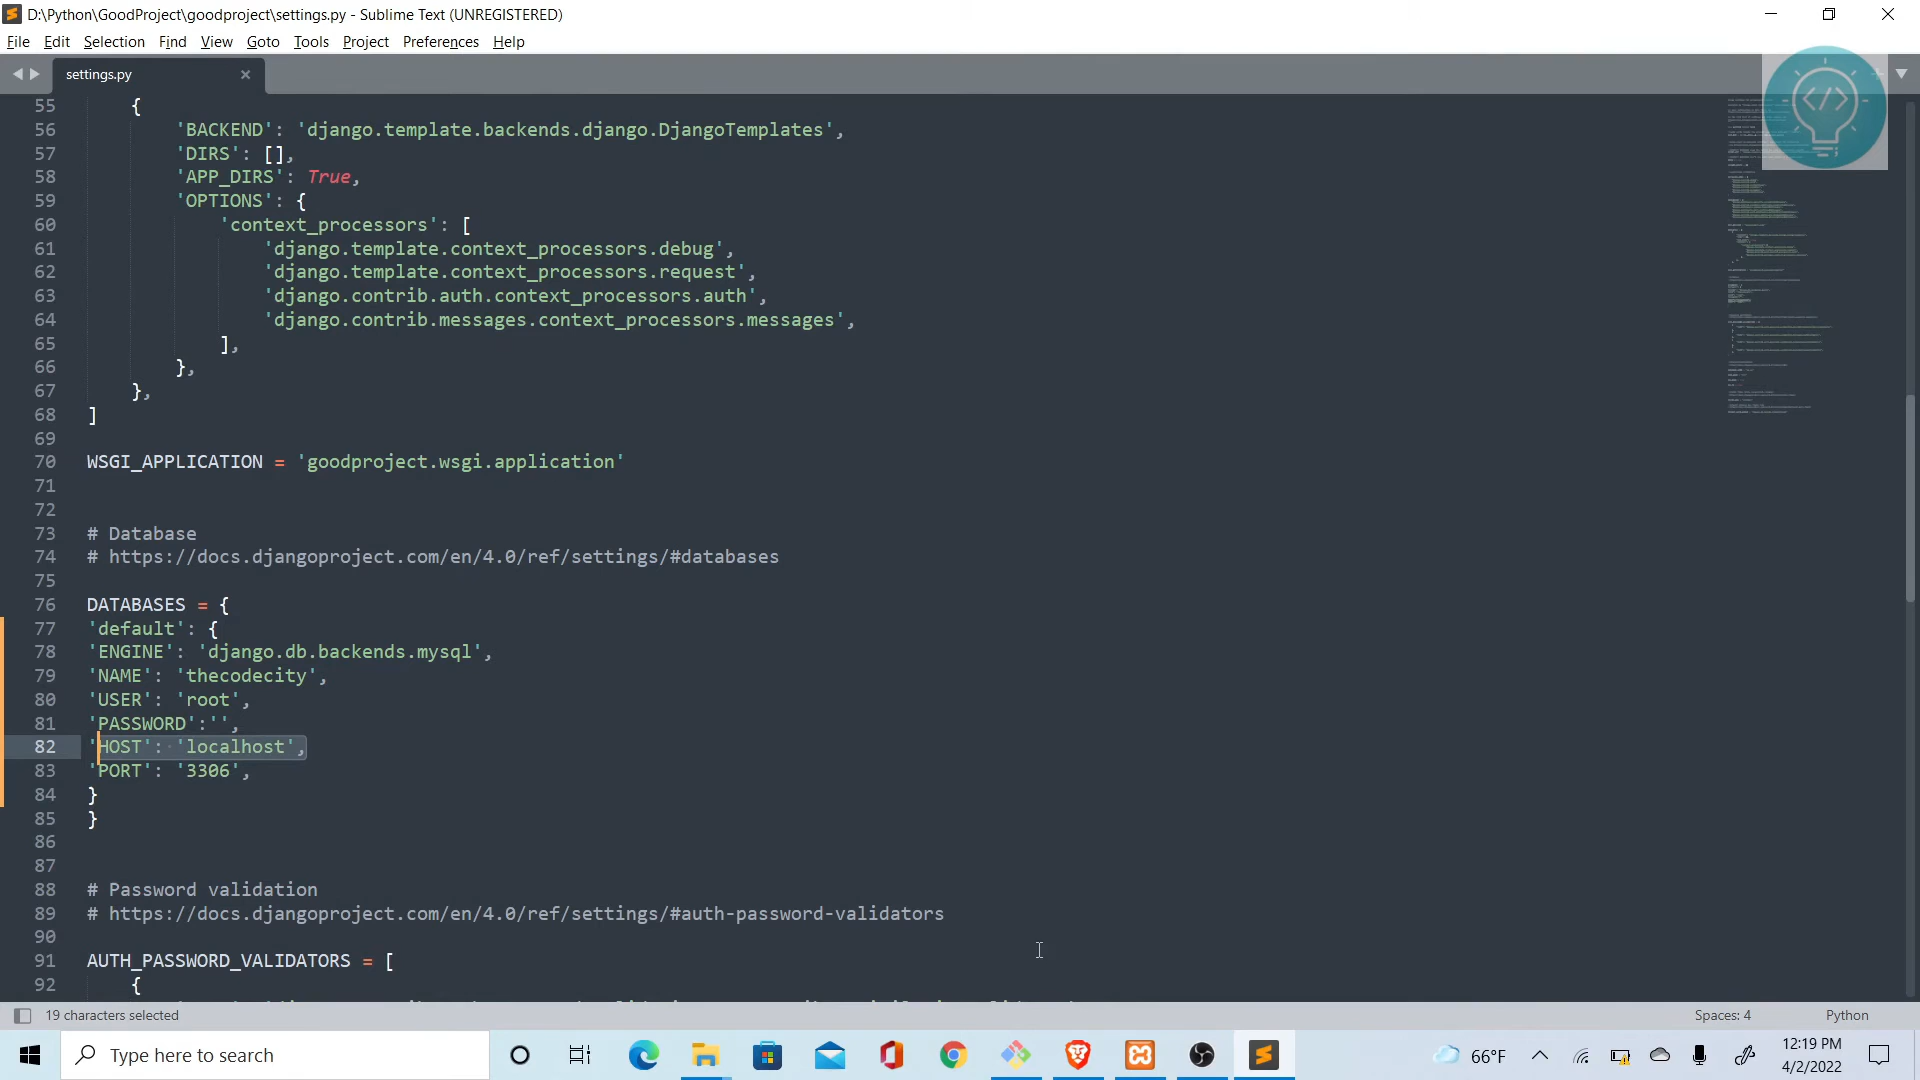 D:\Python\GoodProject\goodproject\settings.py - Sublime Text (UNREGISTERED)
File Edit Selection Find View Goto Tools Project Preferences Help
settings.py
55 {
56 'BACKEND': 'django.template.backends.django.DjangoTemplates',
57 'DIRS': [],
58 'APP_DIRS': True,
59 'OPTIONS': {
60 'context_processors': [
61 'django.template.context_processors.debug',
62 'django.template.context_processors.request',
63 'django.contrib.auth.context_processors.auth',
64 'django.contrib.messages.context_processors.messages',
65 ],
66 },
67 },
68 ]
69
70 WSGI_APPLICATION = 'goodproject.wsgi.application'
71
72
73 # Database
74 # https://docs.djangoproject.com/en/4.0/ref/settings/#databases
75
76 DATABASES = {
77 'default': {
78 'ENGINE': 'django.db.backends.mysql',
79 'NAME': 'thecodecity',
80 'USER': 'root',
81 'PASSWORD':'',
82 'HOST': 'localhost',
83 'PORT': '3306',
84 }
85 }
86
87
88 # Password validation
89 # https://docs.djangoproject.com/en/4.0/ref/settings/#auth-password-validators
90
91 AUTH_PASSWORD_VALIDATORS = [
92 {
19 characters selected
Spaces: 4
Python
Type here to search
66°F
12:19 PM
4/2/2022